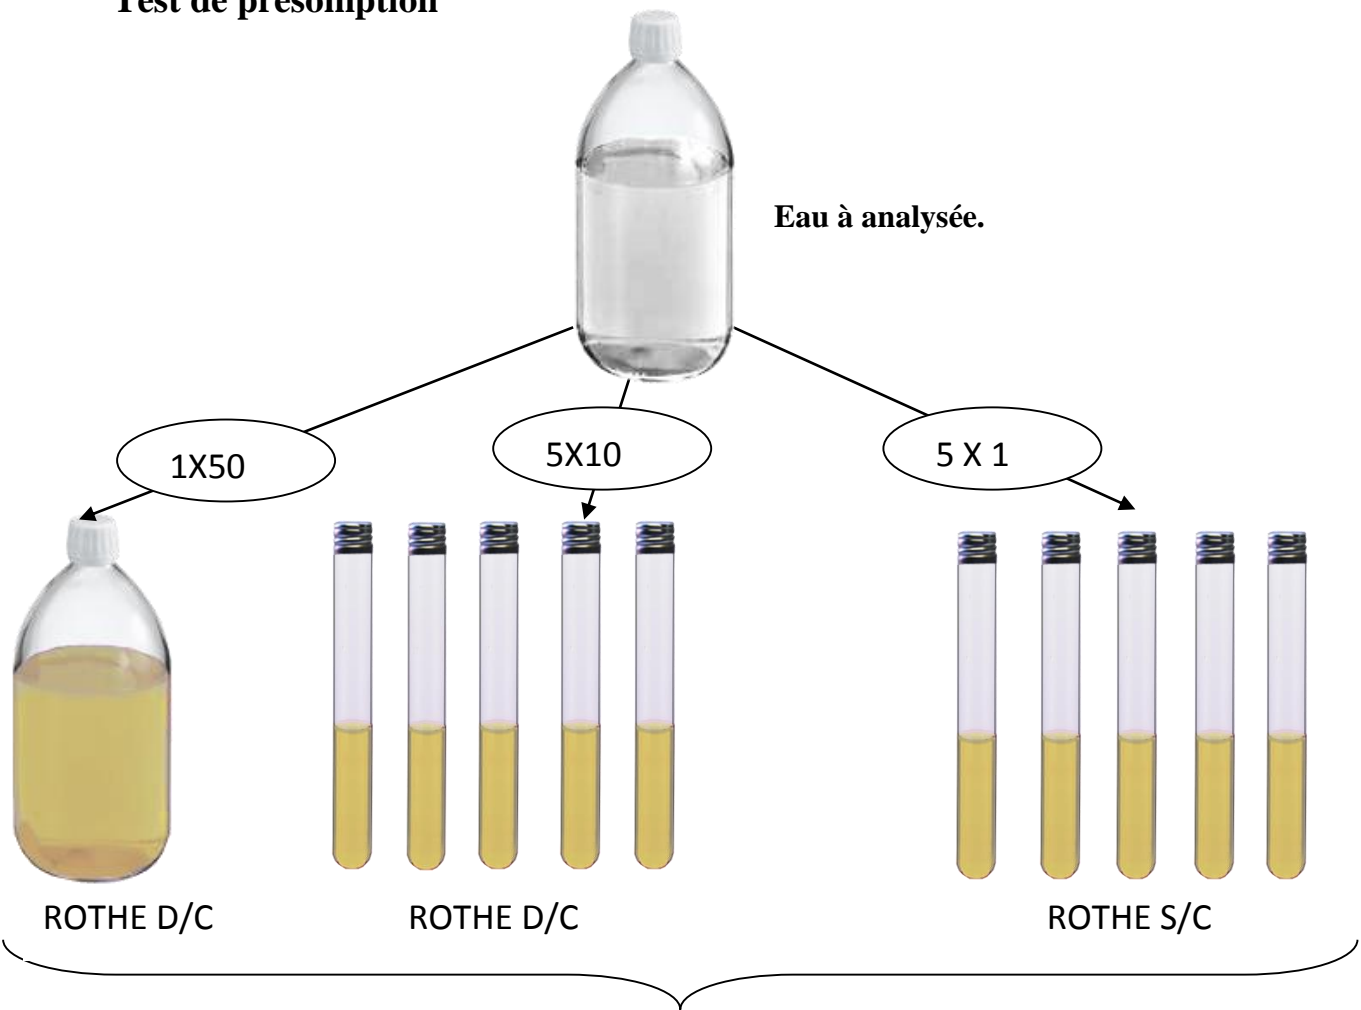 Test de présomption
Eau à analysée.
1X50
5X10
5 X 1
ROTHE D/C
ROTHE D/C
ROTHE S/C